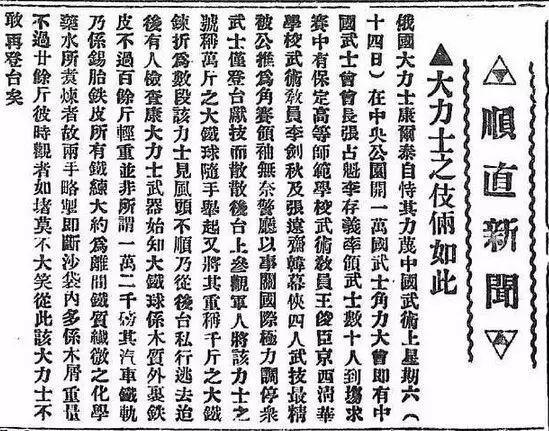 順直新聞
▲大力士之伎倆如此
俄國大力士康爾泰自恃其力蔑中國武術上星期六(
十四日)在中央公園開一萬國武士角力大會即有中
國武士曾會長張占魁李存義率領武士數十人到塲求
賽中有保定高等師範學校武術敎員王俊臣京西淸華
學校武術敎員李劍秋及張遠齋韓幕俠四人武技最精
被公推為角賽領袖無奈警廳以事關國際極力調停衆
武士僅登台獻技而散散後台上參觀軍人將該力士之
號稱萬斤之大鐵球隨手舉起又將其重稱千斤之大鐵
鍊折為數段該力士見風頭不順乃從後台私行逃去迨
後有人檢查康大力士武器始知大鐵球係木質外裹鉄
皮不過百餘斤輕重並非所謂一萬二千磅其汽車鐵軌
乃係錫胎鉄皮所有鐵練大約為離間鐵質纖微之化學
藥水所煮煉者故兩手略即斷沙袋內多係木屑重量
不過廿餘斤彼時觀者如堵莫不大笑從此該大力士不
敢再登台矣